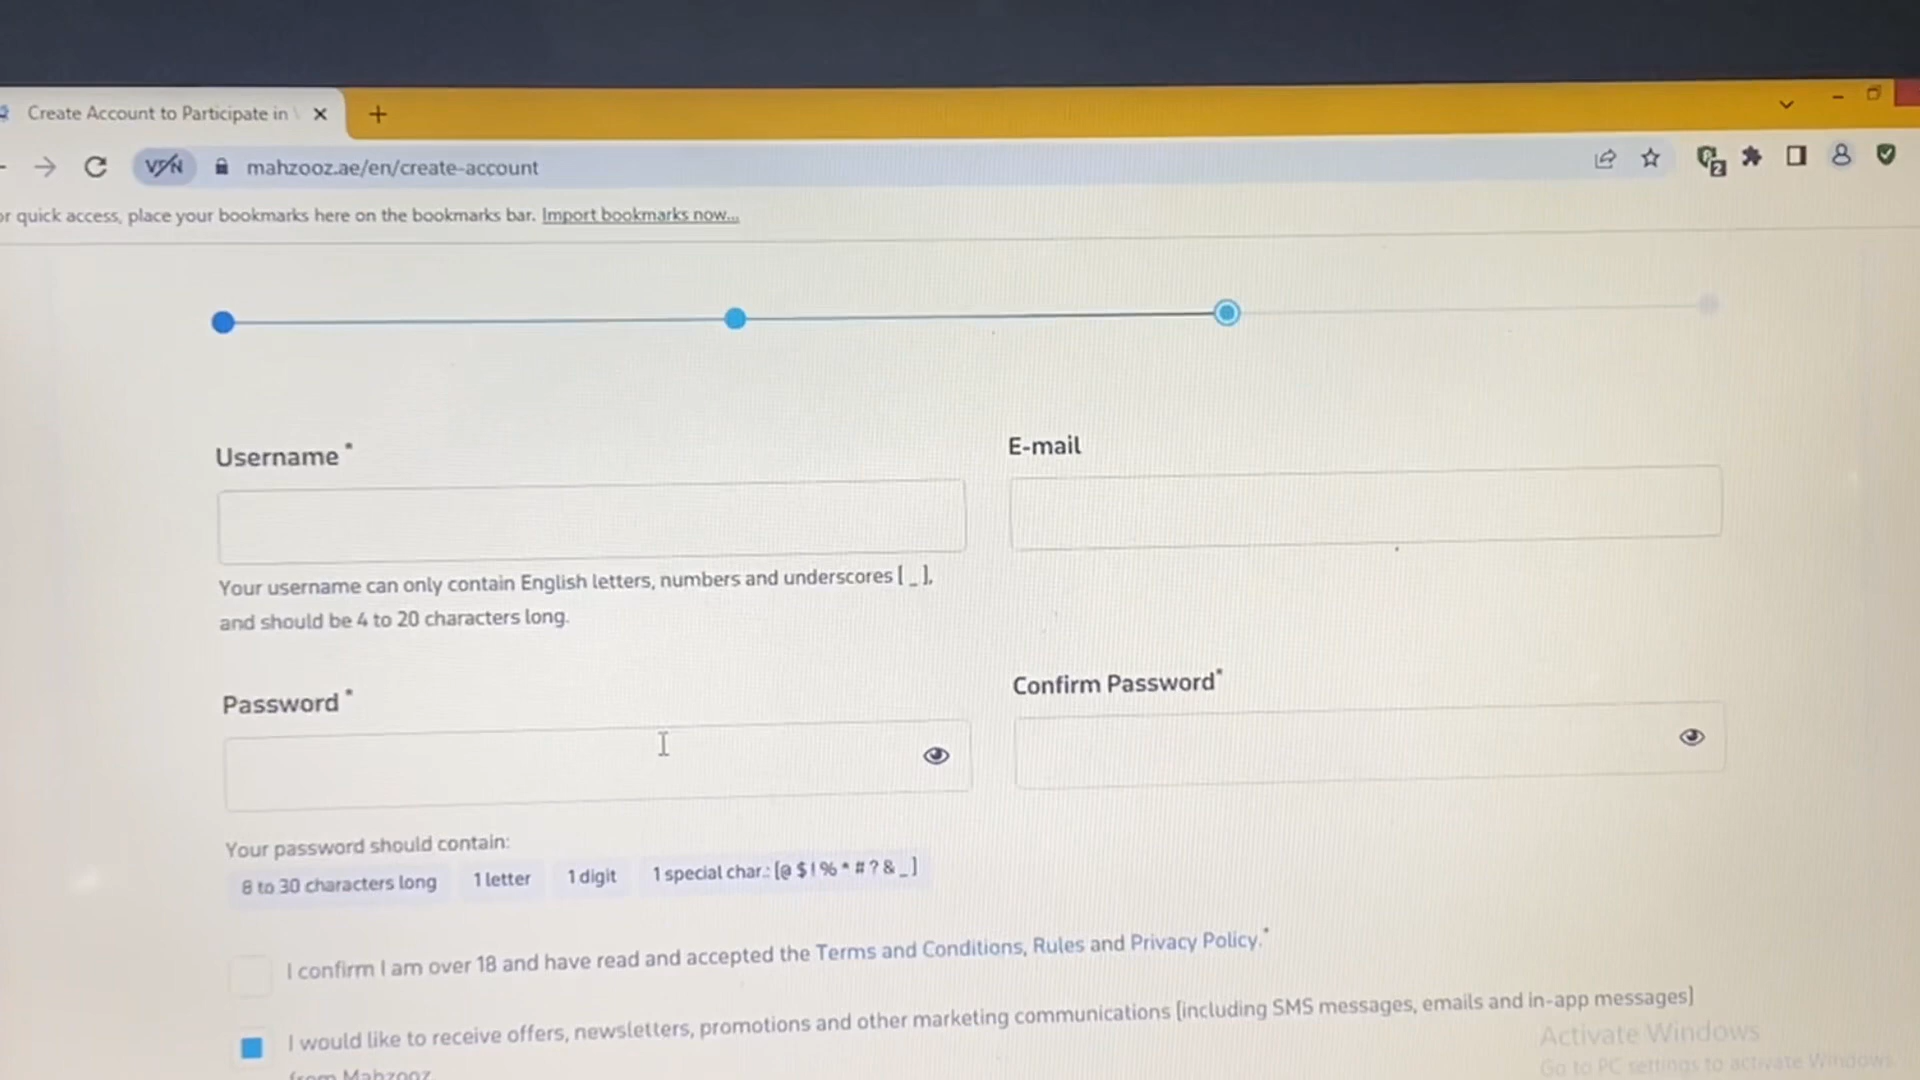 Create Account to Participate in
VPN
mahzooz.ae/en/create-account
2
or quick access, place your bookmarks here on the bookmarks bar. Import bookmarks now...
Username *
E-mail
Your username can only contain English letters, numbers and underscores [ _ ],
and should be 4 to 20 characters long.
Password *
Confirm Password*
Your password should contain:
8 to 30 characters long 1 letter 1 digit 1 special char.: [@ $ ! % * # ? & _ ]
I confirm I am over 18 and have read and accepted the Terms and Conditions, Rules and Privacy Policy.*
I would like to receive offers, newsletters, promotions and other marketing communications [including SMS messages, emails and in-app messages]
from Mahzooz.
Activate Windows
Go to PC settings to activate Windows.